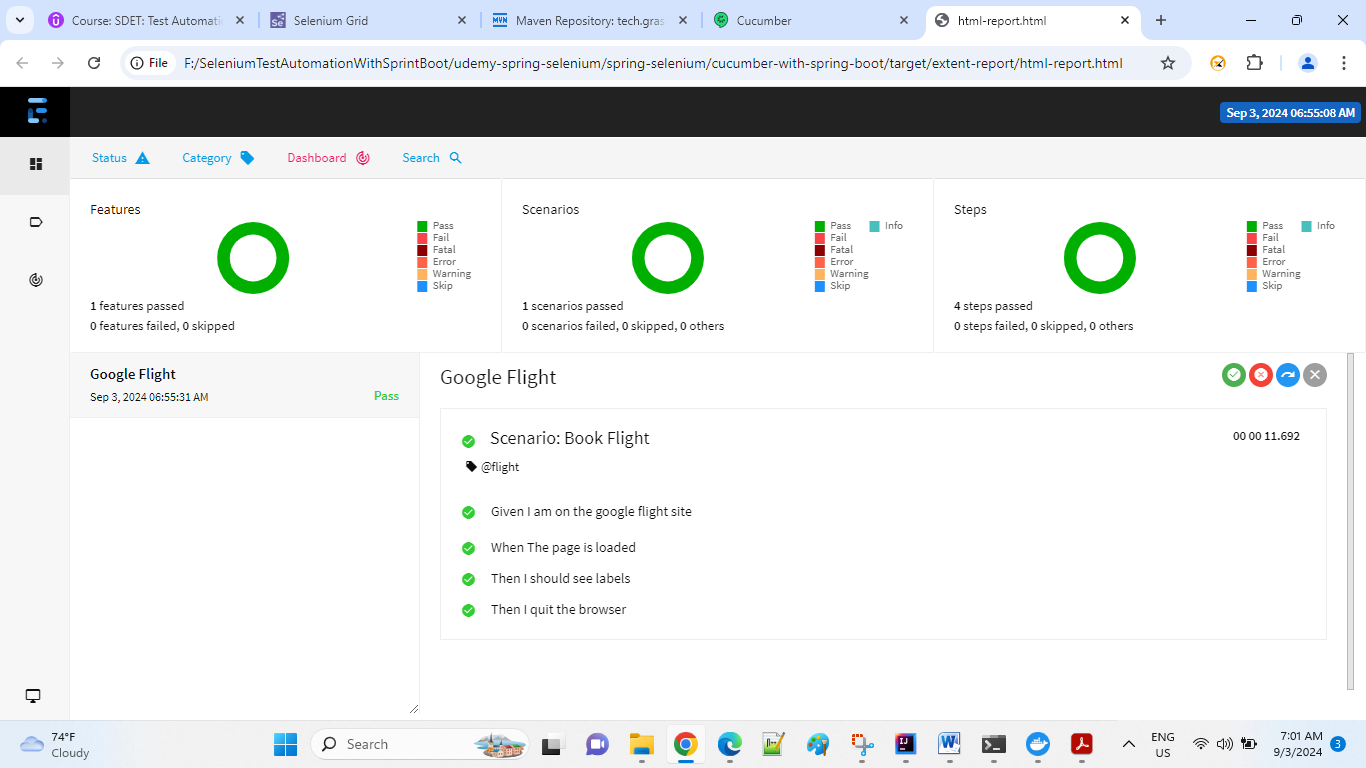 Course: SDET: Test Automati
Selenium Grid
Maven Repository: tech.gras
Cucumber
html-report.html
File
F:/SeleniumTestAutomationWithSprintBoot/udemy-spring-selenium/spring-selenium/cucumber-with-spring-boot/target/extent-report/html-report.html
Sep 3, 2024 06:55:08 AM
Status
Category
Dashboard
Search
Features
Pass
Fail
Fatal
Error
Warning
Skip
1 features passed
0 features failed, 0 skipped
Scenarios
Pass
Info
Fail
Fatal
Error
Warning
Skip
1 scenarios passed
0 scenarios failed, 0 skipped, 0 others
Steps
Pass
Info
Fail
Fatal
Error
Warning
Skip
4 steps passed
0 steps failed, 0 skipped, 0 others
Google Flight
Sep 3, 2024 06:55:31 AM
Pass
Google Flight
Scenario: Book Flight
00 00 11.692
@flight
Given I am on the google flight site
When The page is loaded
Then I should see labels
Then I quit the browser
74°F
Cloudy
Search
ENG
US
7:01 AM
9/3/2024
3